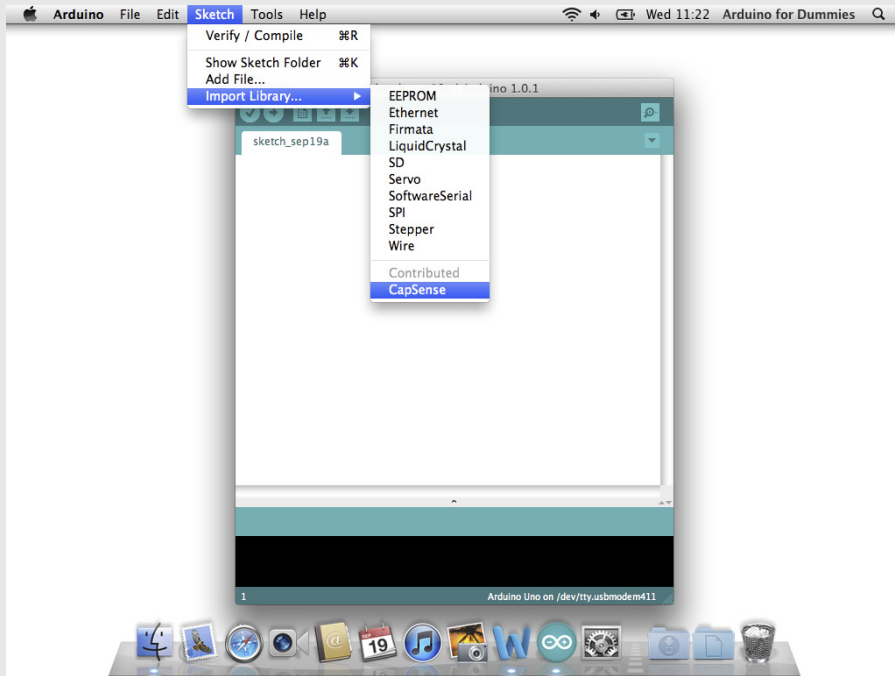 Arduino File Edit Sketch Tools Help Wed 11:22 Arduino for Dummies
Verify / Compile ⌘R
Show Sketch Folder ⌘K
Add File...
Import Library...
ino 1.0.1
EEPROM
Ethernet
Firmata
LiquidCrystal
SD
Servo
SoftwareSerial
SPI
Stepper
Wire
Contributed
CapSense
sketch_sep19a
1 Arduino Uno on /dev/tty.usbmodem411
SEP
19